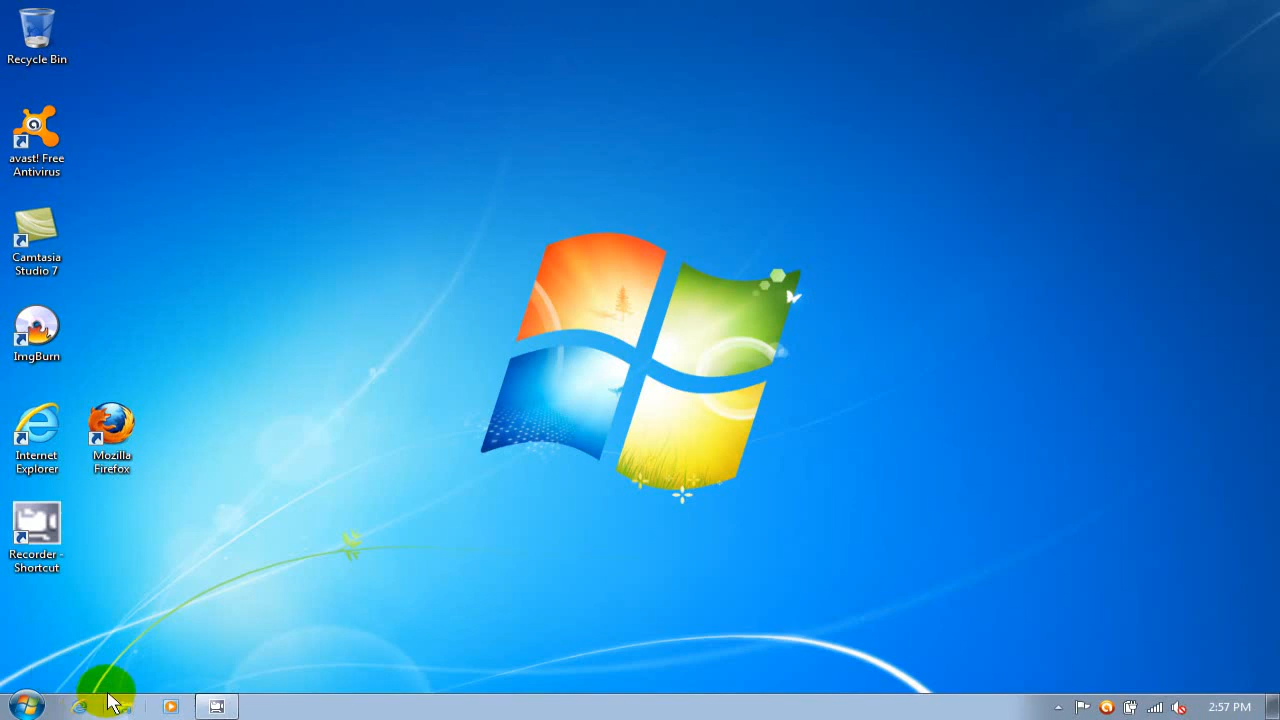 Recycle Bin
avast! Free
Antivirus
Camtasia
Studio 7
ImgBurn
Internet
Explorer
Mozilla
Firefox
Recorder -
Shortcut
2:57 PM